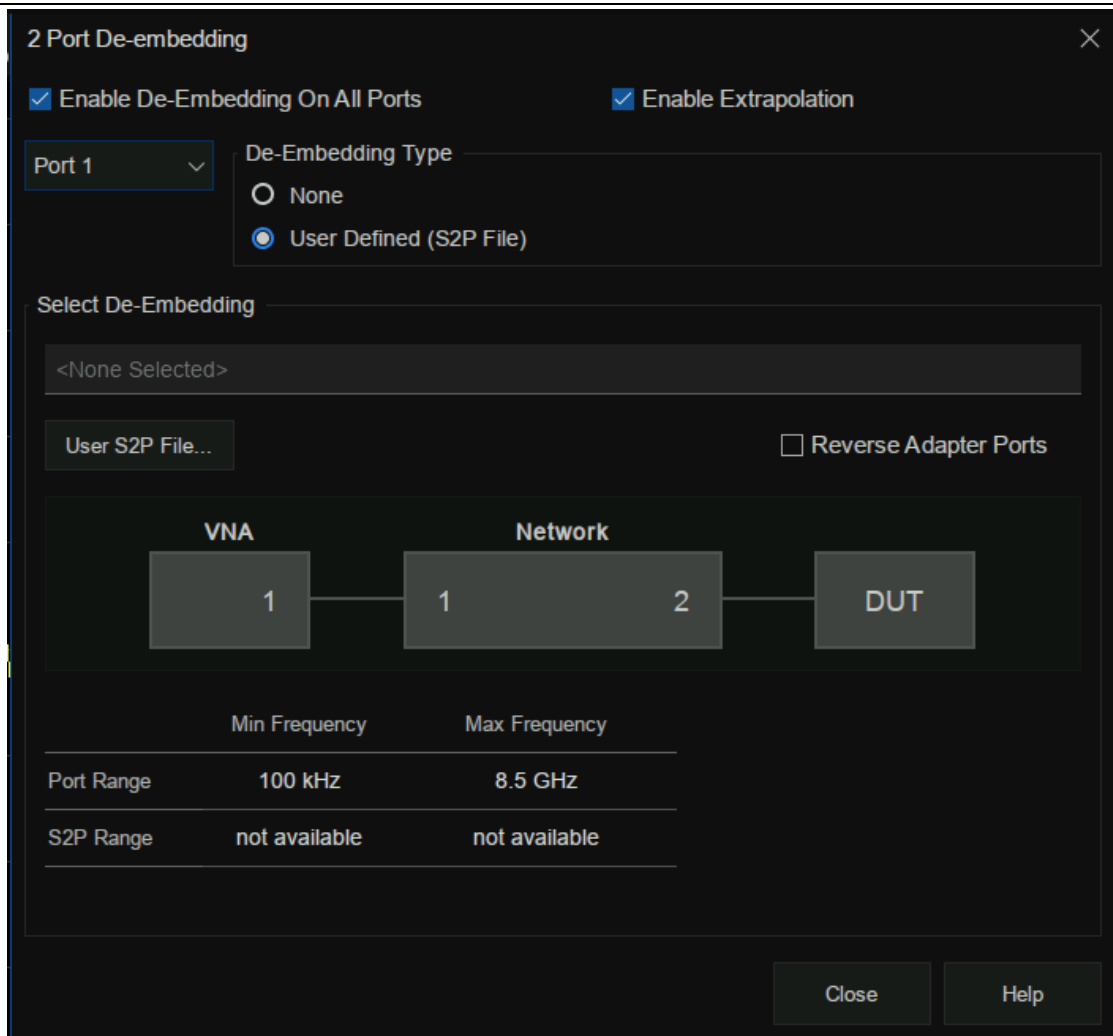 2 Port De-embedding
Enable De-Embedding On All Ports
Enable Extrapolation
Port 1
De-Embedding Type
None
User Defined (S2P File)
Select De-Embedding
<None Selected>
User S2P File...
Reverse Adapter Ports
VNA
Network
1
1
2
DUT
Min Frequency
Max Frequency
Port Range
100 kHz
8.5 GHz
S2P Range
not available
not available
Close
Help